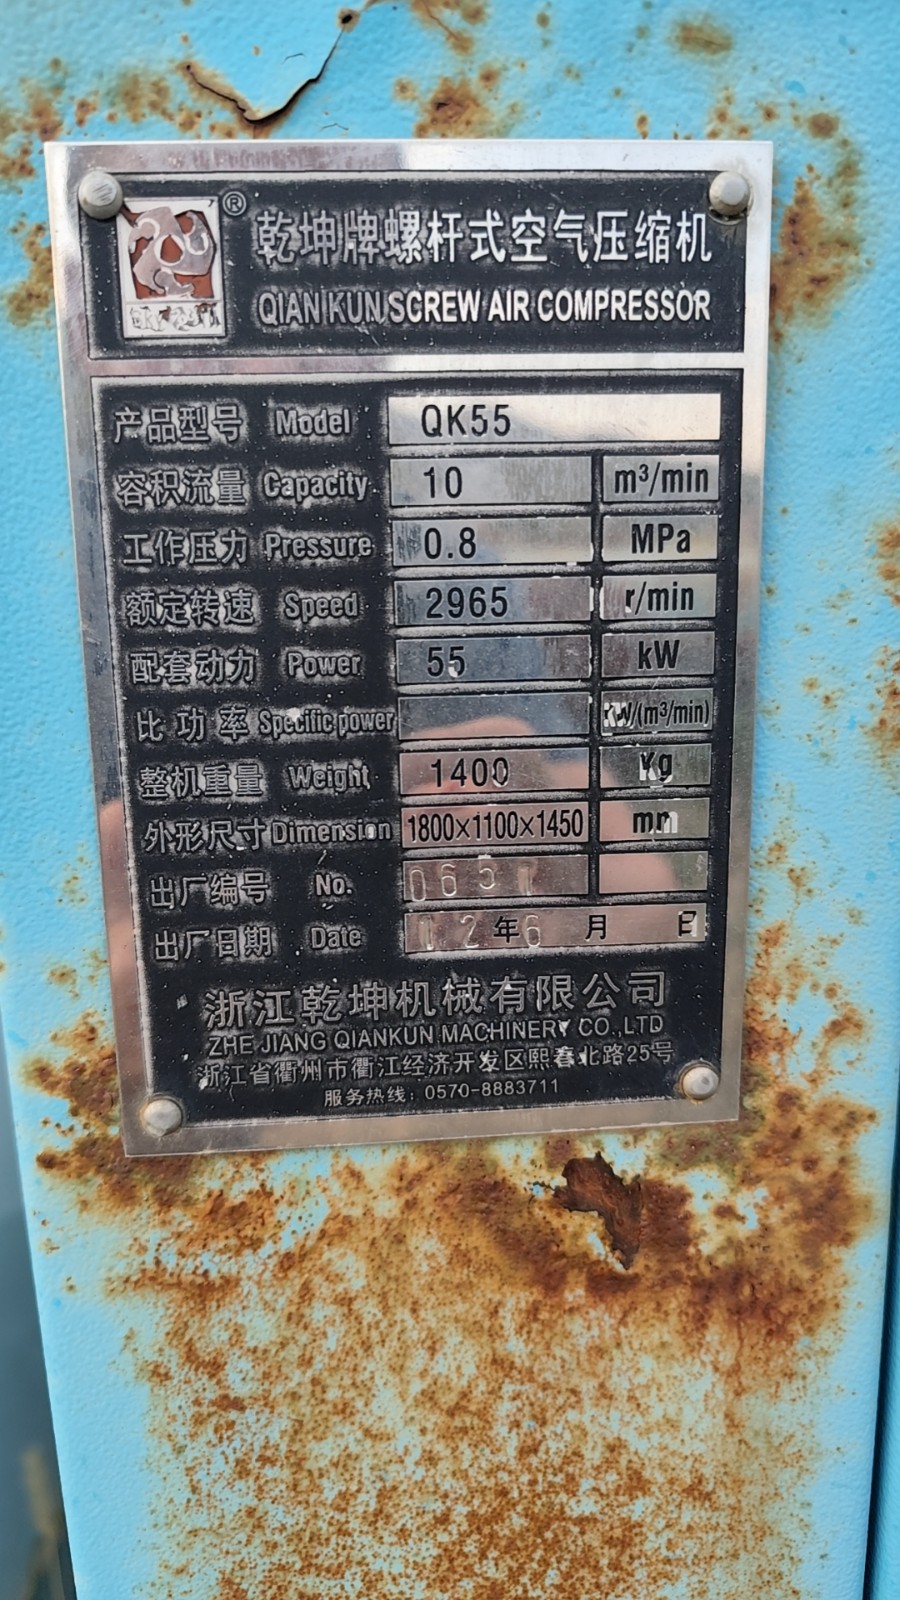 ® 乾坤牌螺杆式空气压缩机
QIAN KUN SCREW AIR COMPRESSOR
产品型号 Model QK55
容积流量 Capacity 10 m³/min
工作压力 Pressure 0.8 MPa
额定转速 Speed 2965 r/min
配套动力 Power 55 kW
比功率 Specific power kW/(m³/min)
整机重量 Weight 1400 Kg
外形尺寸 Dimension 1800×1100×1450 mm
出厂编号 No.
出厂日期 Date 12年6月 日
浙江乾坤机械有限公司
ZHE JIANG QIANKUN MACHINERY CO.,LTD
浙江省衢州市衢江经济开发区熙春北路25号
服务热线：0570-8883711